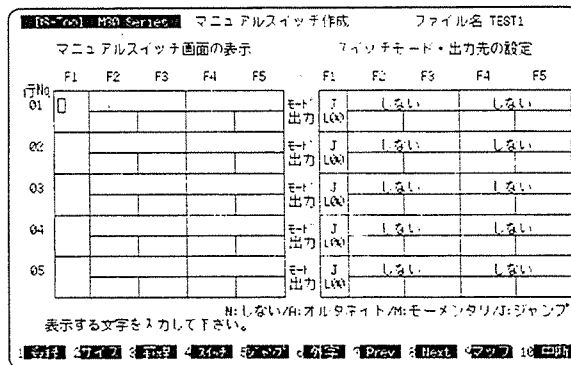 DS-Tool M30 Series マニュアルスイッチ作成 ファイル名 TEST1
マニュアルスイッチ画面の表示 スイッチモード・出力先の設定
F1 F2 F3 F4 F5 F1 F2 F3 F4 F5
行No
01 モード J しない しない
出力 L00
02 モード J しない しない
出力 L00
03 モード J しない しない
出力 L00
04 モード J しない しない
出力 L00
05 モード J しない しない
出力 L00
N:しない/A:オルタネイト/M:モーメンタリ/J:ジャンプ
表示する文字を入力して下さい。
1 2 サイズ 3 4 スイッチ 5 ジャンプ 6 外字 7 Prev 8 Next 9 マップ 10 中断